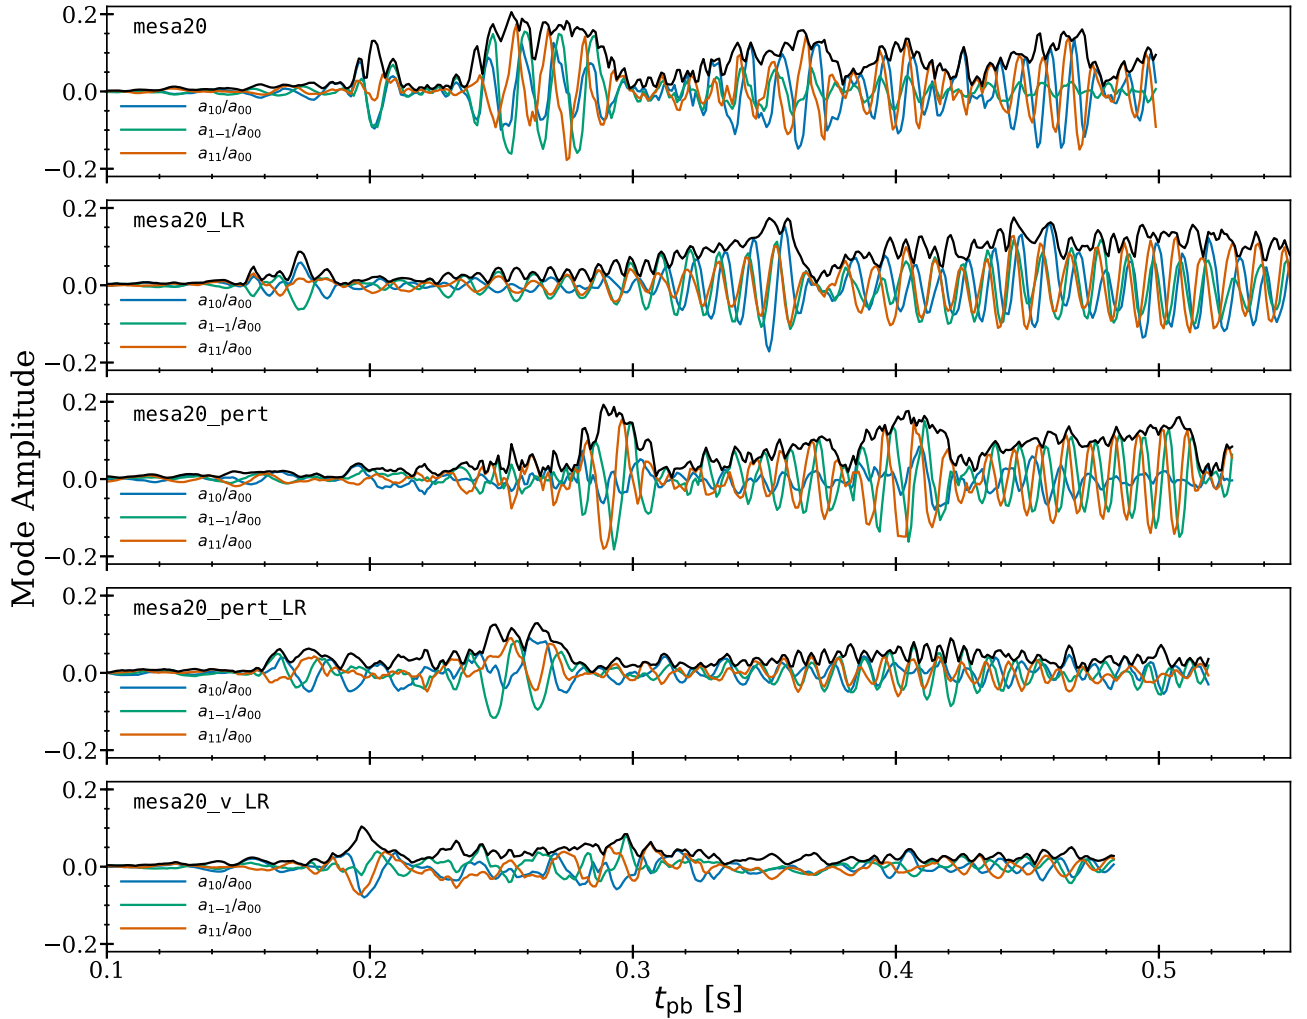 0.2
mesa20
0.0
a₁₀/a₀₀
a₁₋₁/a₀₀
a₁₁/a₀₀
−0.2
0.2
mesa20_LR
0.0
a₁₀/a₀₀
a₁₋₁/a₀₀
a₁₁/a₀₀
−0.2
0.2
mesa20_pert
0.0
a₁₀/a₀₀
a₁₋₁/a₀₀
a₁₁/a₀₀
−0.2
0.2
mesa20_pert_LR
0.0
a₁₀/a₀₀
a₁₋₁/a₀₀
a₁₁/a₀₀
−0.2
0.2
mesa20_v_LR
0.0
a₁₀/a₀₀
a₁₋₁/a₀₀
a₁₁/a₀₀
−0.2
Mode Amplitude
0.1 0.2 0.3 0.4 0.5
t_pb [s]